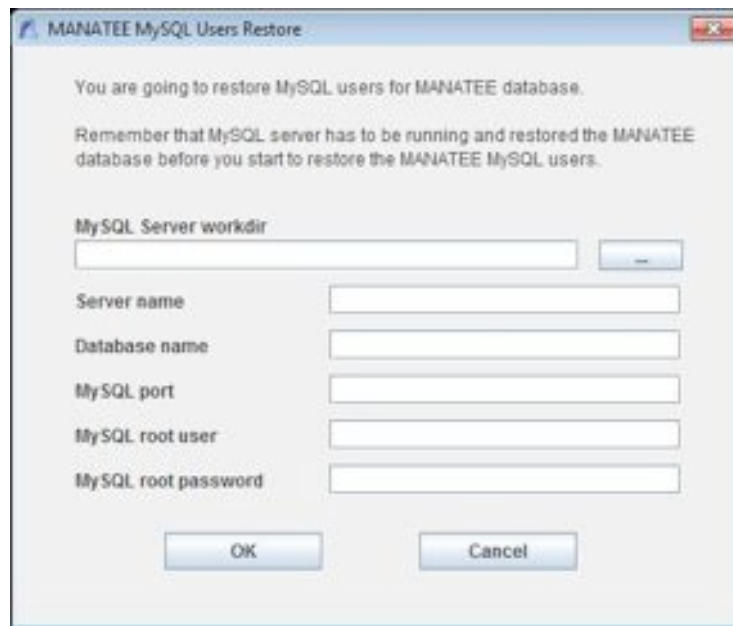 MANATEE MySQL Users Restore
You are going to restore MySQL users for MANATEE database.
Remember that MySQL server has to be running and restored the MANATEE
database before you start to restore the MANATEE MySQL users.
MySQL Server workdir
...
Server name
Database name
MySQL port
MySQL root user
MySQL root password
OK Cancel